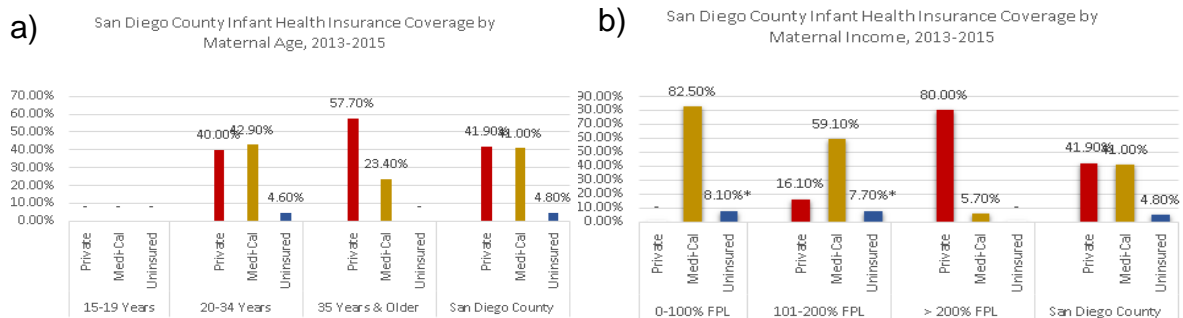 a)
San Diego County Infant Health Insurance Coverage by
Maternal Age, 2013-2015
70.00%
60.00%
50.00%
40.00%
30.00%
20.00%
10.00%
0.00%
-
-
-
40.00%
42.90%
4.60%
57.70%
23.40%
-
41.90%
41.00%
4.80%
Private
Medi-Cal
Uninsured
Private
Medi-Cal
Uninsured
Private
Medi-Cal
Uninsured
Private
Medi-Cal
Uninsured
15-19 Years
20-34 Years
35 Years & Older
San Diego County
b)
San Diego County Infant Health Insurance Coverage by
Maternal Income, 2013-2015
90.00%
80.00%
70.00%
60.00%
50.00%
40.00%
30.00%
20.00%
10.00%
0.00%
-
82.50%
8.10%*
16.10%
59.10%
7.70%*
80.00%
5.70%
-
41.90%
41.00%
4.80%
Private
Medi-Cal
Uninsured
Private
Medi-Cal
Uninsured
Private
Medi-Cal
Uninsured
Private
Medi-Cal
Uninsured
0-100% FPL
101-200% FPL
> 200% FPL
San Diego County